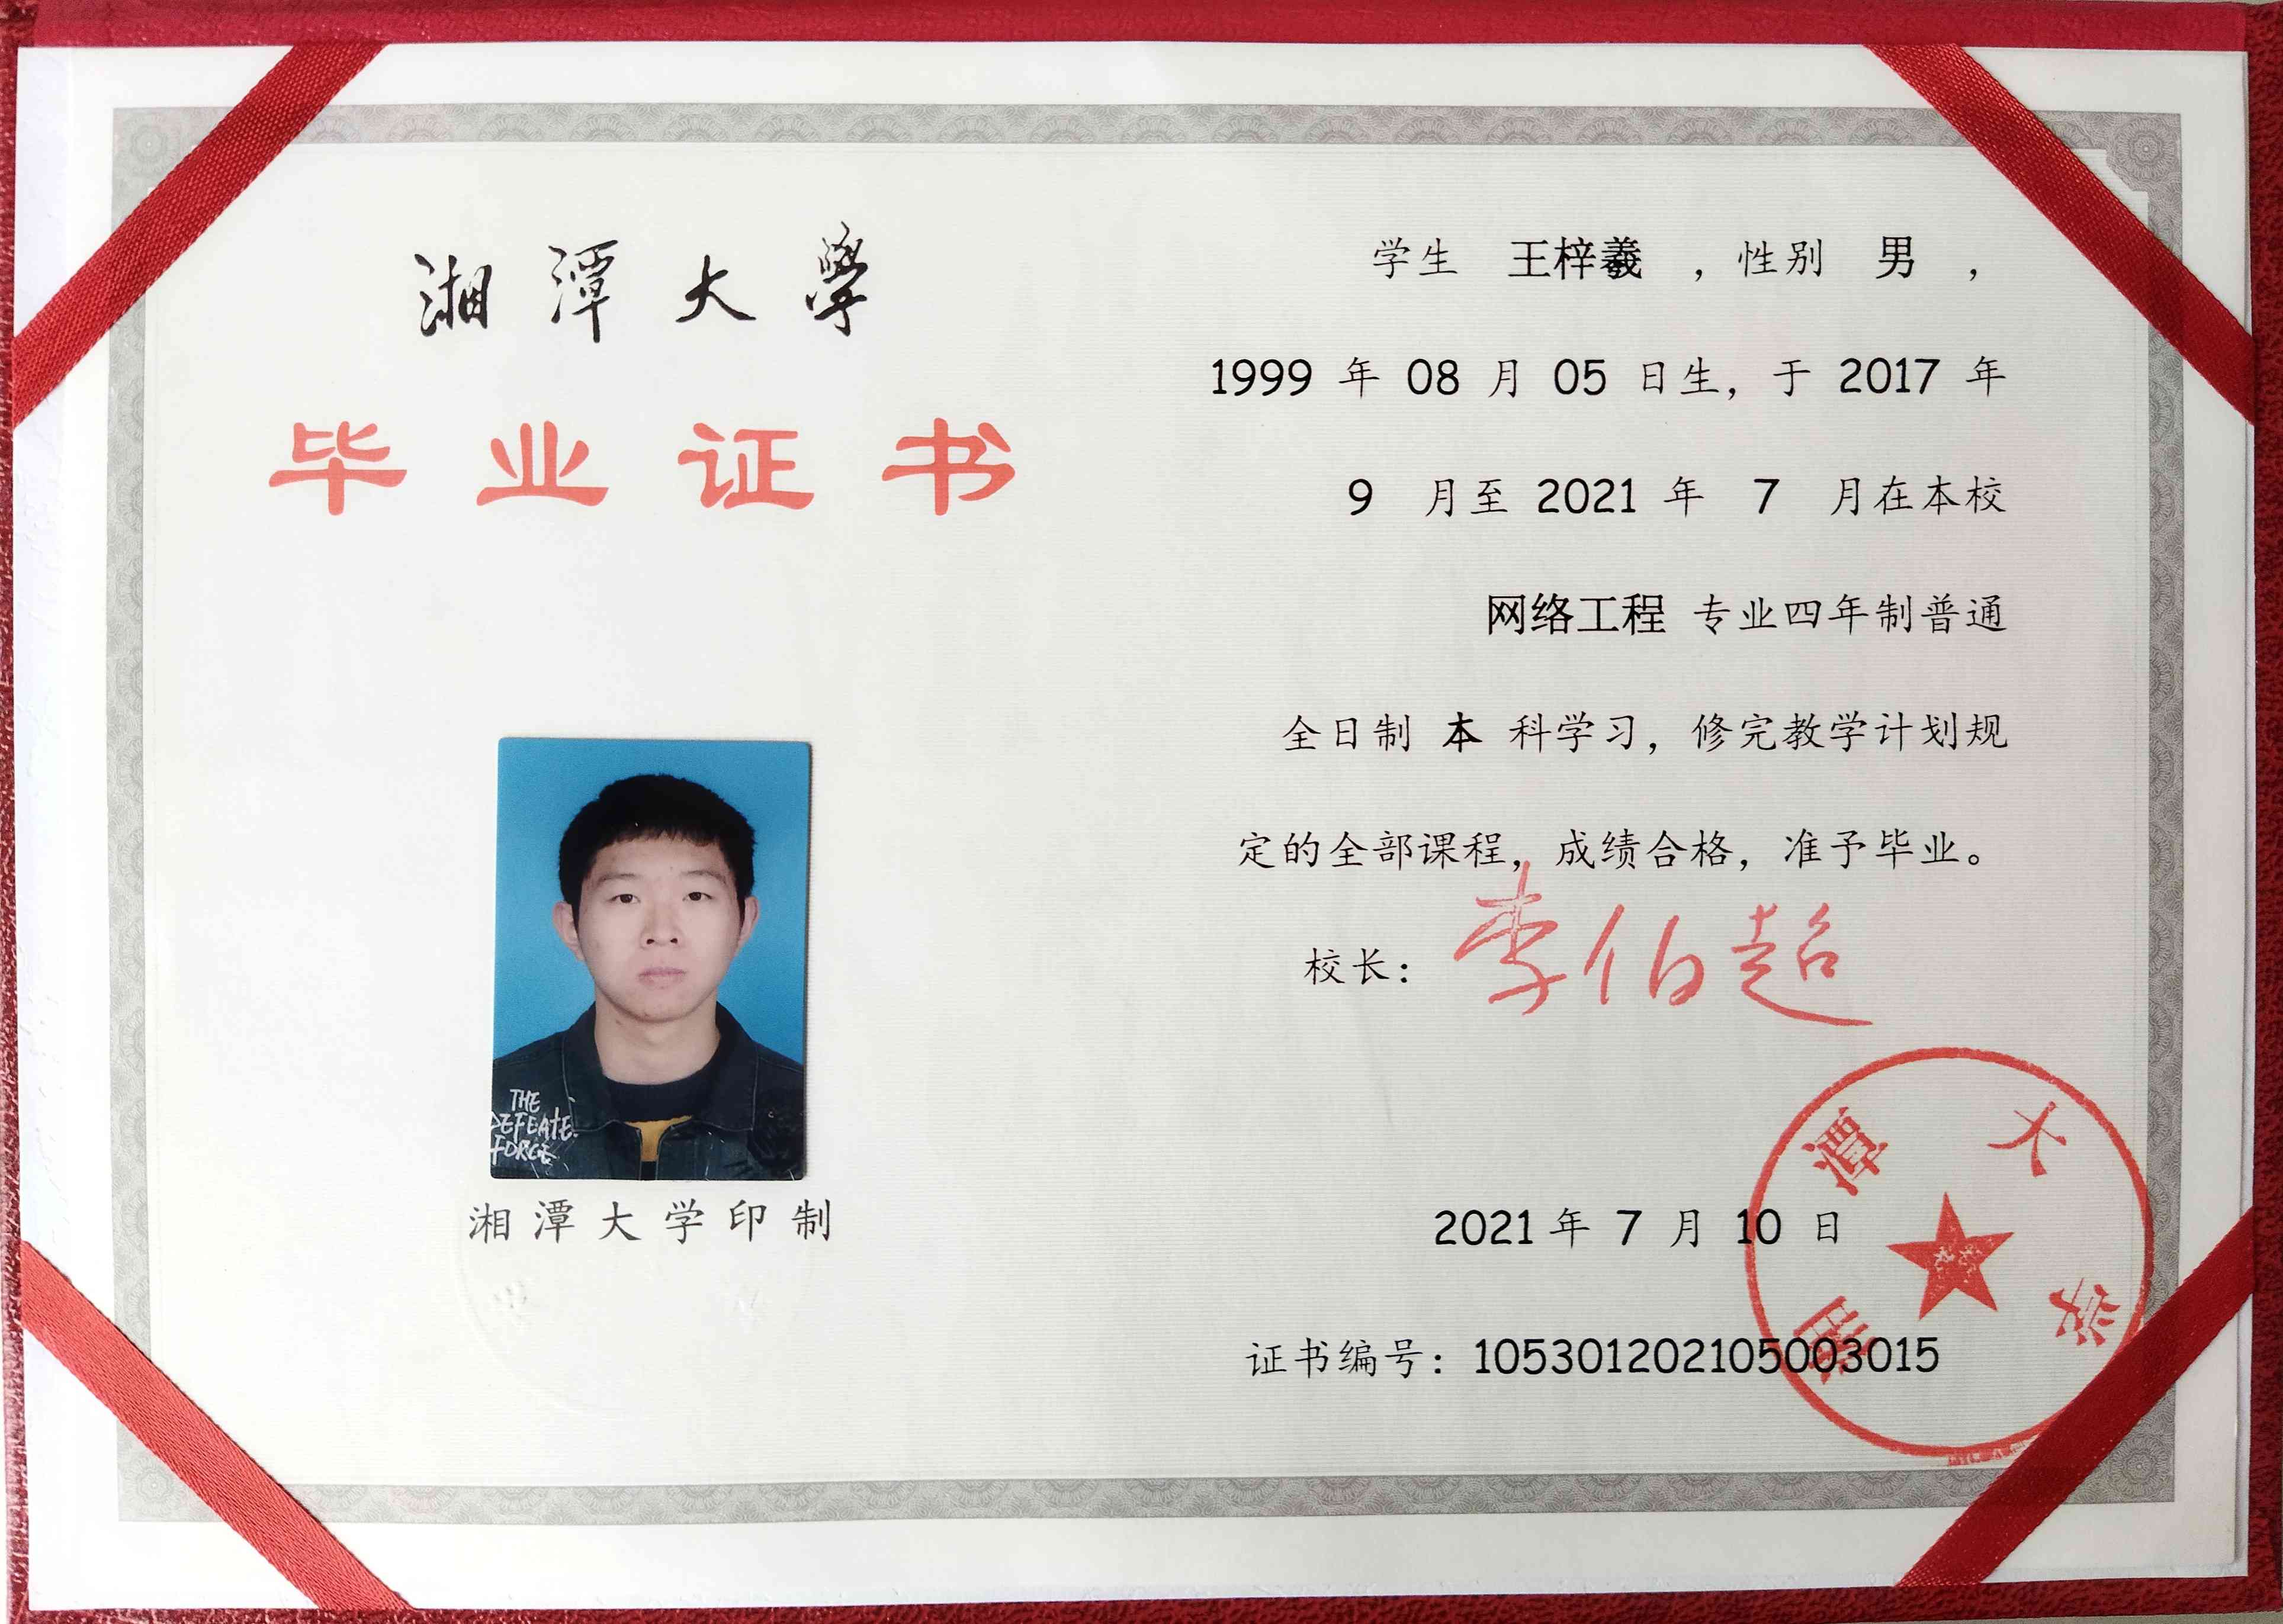 湘潭大學
毕业证书
THE
DEFEATE.
FORCE
湘潭大学印制
学生 王梓羲 ，性别 男 ，
1999 年 08 月 05 日生，于 2017 年
9 月至 2021 年 7 月在本校
网络工程 专业四年制普通
全日制 本 科学习，修完教学计划规
定的全部课程，成绩合格，准予毕业。
校长：李伯超
2021年 7 月 10 日
证书编号：105301202105003015
湘潭大学